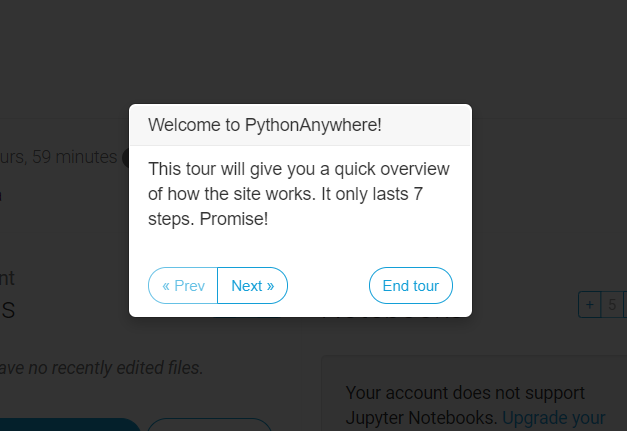 Welcome to PythonAnywhere!
urs, 59 minutes
This tour will give you a quick overview
of how the site works. It only lasts 7
steps. Promise!
nt
« Prev
Next »
End tour
s
+
5
ave no recently edited files.
Your account does not support
Jupyter Notebooks. Upgrade your